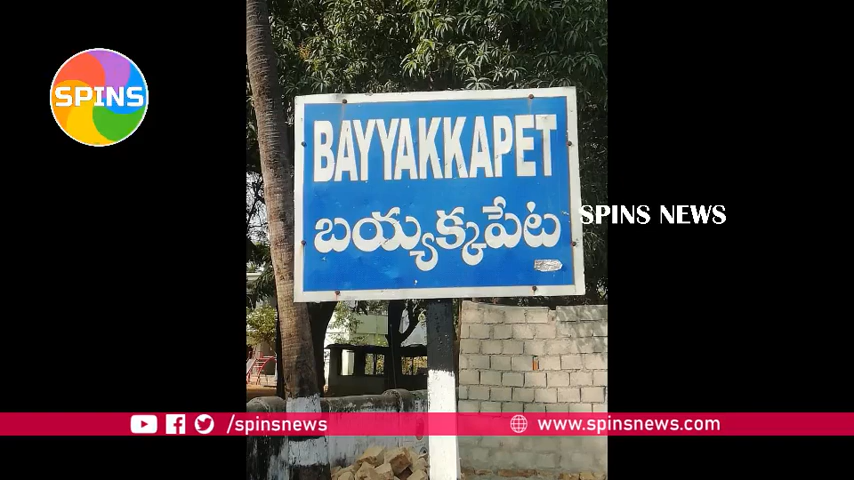 SPINS
BAYYAKKAPET
బయ్యక్కపేట
SPINS NEWS
/spinsnews
www.spinsnews.com